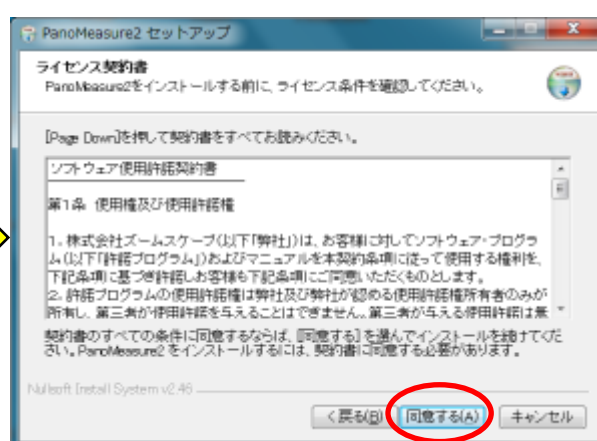 PanoMeasure2 セットアップ
ライセンス契約書
PanoMeasure2をインストールする前に、ライセンス条件を確認してください。
[Page Down]を押して契約書をすべてお読みください。
ソフトウェア使用許諾契約書
第1条 使用権及び使用許諾権
1. 株式会社ズームスケープ(以下「弊社」)は、お客様に対してソフトウェア・プログラ
ム(以下「許諾プログラム」)およびマニュアルを本契約条項に従って使用する権利を、
下記条項に基づき許諾しお客様も下記条項にご同意いただくものとします。
2. 許諾プログラムの使用許諾権は弊社及び弊社が認める使用許諾権所有者のみが
所有し、第三者が使用許諾を与えることはできません。第三者が与える使用許諾は無
契約書のすべての条件に同意するならば、[同意する] を選んでインストールを続けてくだ
さい。PanoMeasure2 をインストールするには、契約書に同意する必要があります。
Nullsoft Install System v2.46
< 戻る(B)
同意する(A)
キャンセル